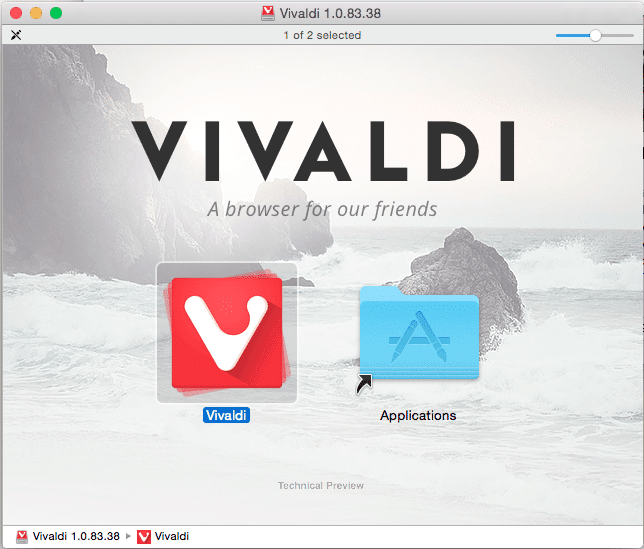 Vivaldi 1.0.83.38
1 of 2 selected
VIVALDI
A browser for our friends
Vivaldi
Applications
Technical Preview
Vivaldi 1.0.83.38 ▸ Vivaldi